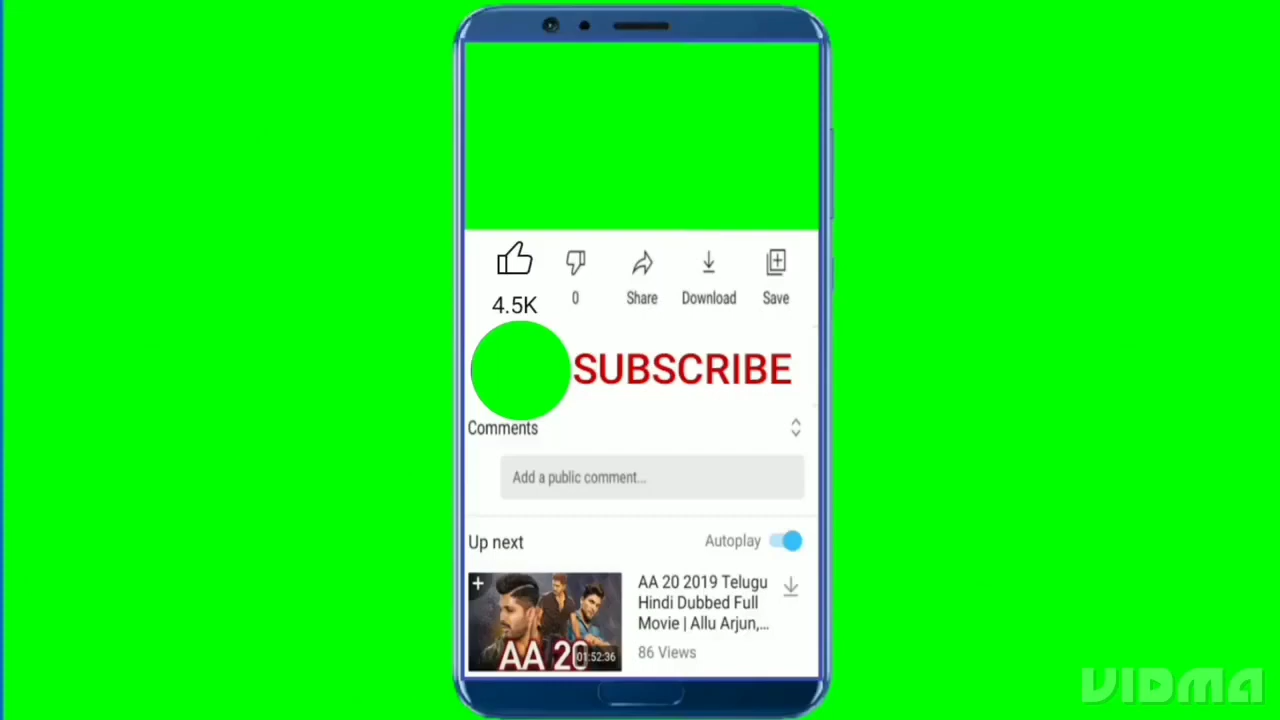 4.5K
0
Share
Download
Save
SUBSCRIBE
Comments
Add a public comment...
Up next
Autoplay
AA 20
01:52:36
AA 20 2019 Telugu
Hindi Dubbed Full
Movie | Allu Arjun,...
86 Views
VIDMA